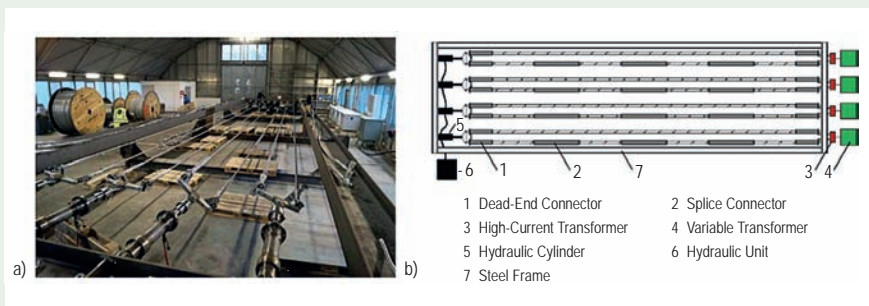 a)
b)
5
- 6
1
2
7
3
4
1 Dead-End Connector
2 Splice Connector
3 High-Current Transformer
4 Variable Transformer
5 Hydraulic Cylinder
6 Hydraulic Unit
7 Steel Frame